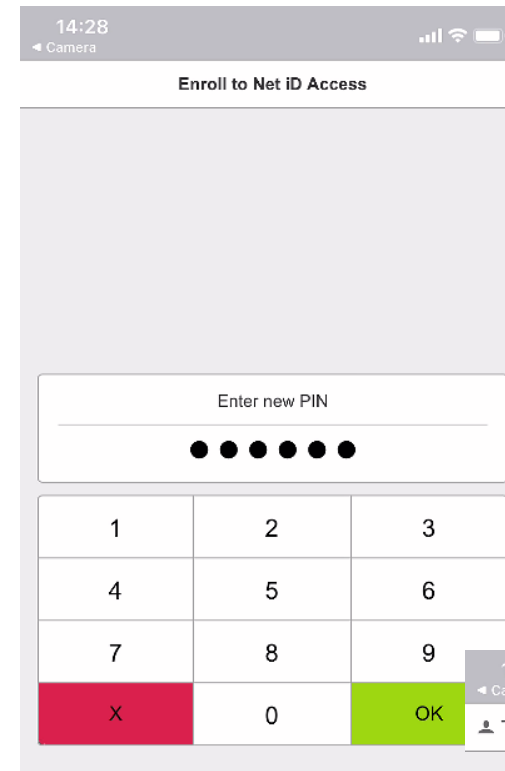 14:28
◄ Camera
Enroll to Net iD Access
Enter new PIN
1 2 3
4 5 6
7 8 9
X 0 OK